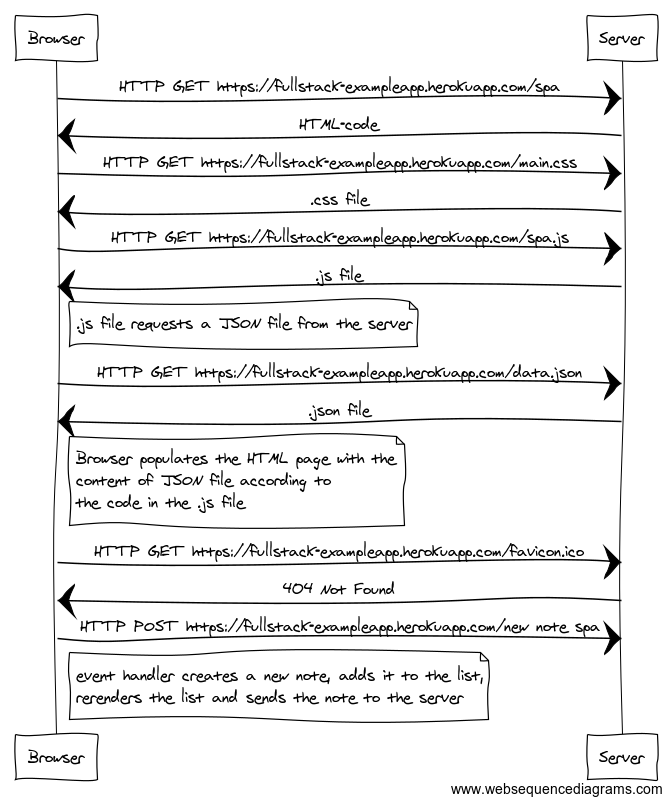 Browser
Server
HTTP GET https://fullstack-exampleapp.herokuapp.com/spa
HTML-code
HTTP GET https://fullstack-exampleapp.herokuapp.com/main.css
.css file
HTTP GET https://fullstack-exampleapp.herokuapp.com/spa.js
.js file
.js file requests a JSON file from the server
HTTP GET https://fullstack-exampleapp.herokuapp.com/data.json
.json file
Browser populates the HTML page with the
content of JSON file according to
the code in the .js file
HTTP GET https://fullstack-exampleapp.herokuapp.com/favicon.ico
404 Not Found
HTTP POST https://fullstack-exampleapp.herokuapp.com/new note spa
event handler creates a new note, adds it to the list,
rerenders the list and sends the note to the server
Browser
Server
www.websequencediagrams.com